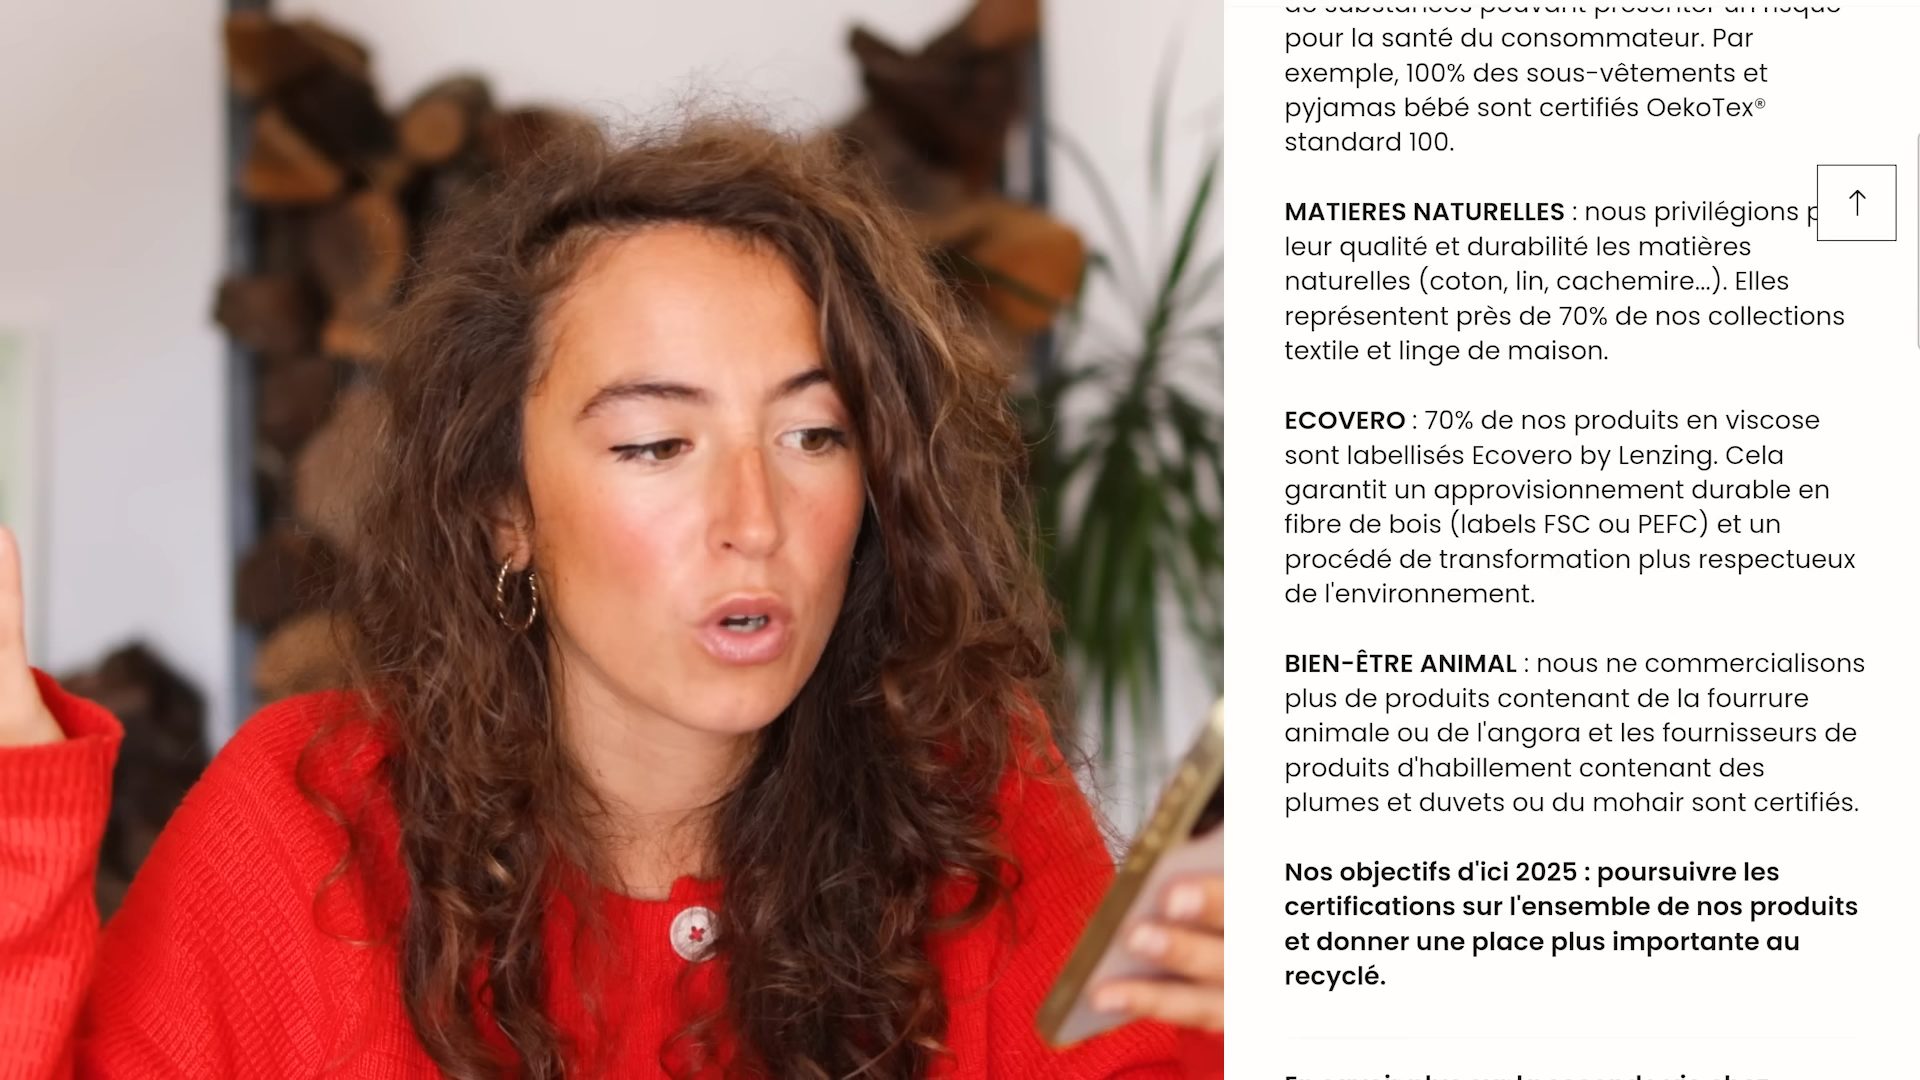 de substances pouvant présenter un risque
pour la santé du consommateur. Par
exemple, 100% des sous-vêtements et
pyjamas bébé sont certifiés OekoTex®
standard 100.
MATIERES NATURELLES : nous privilégions
leur qualité et durabilité les matières
naturelles (coton, lin, cachemire...). Elles
représentent près de 70% de nos collections
textile et linge de maison.
ECOVERO : 70% de nos produits en viscose
sont labellisés Ecovero by Lenzing. Cela
garantit un approvisionnement durable en
fibre de bois (labels FSC ou PEFC) et un
procédé de transformation plus respectueux
de l'environnement.
BIEN-ÊTRE ANIMAL : nous ne commercialisons
plus de produits contenant de la fourrure
animale ou de l'angora et les fournisseurs de
produits d'habillement contenant des
plumes et duvets ou du mohair sont certifiés.
Nos objectifs d'ici 2025 : poursuivre les
certifications sur l'ensemble de nos produits
et donner une place plus importante au
recyclé.